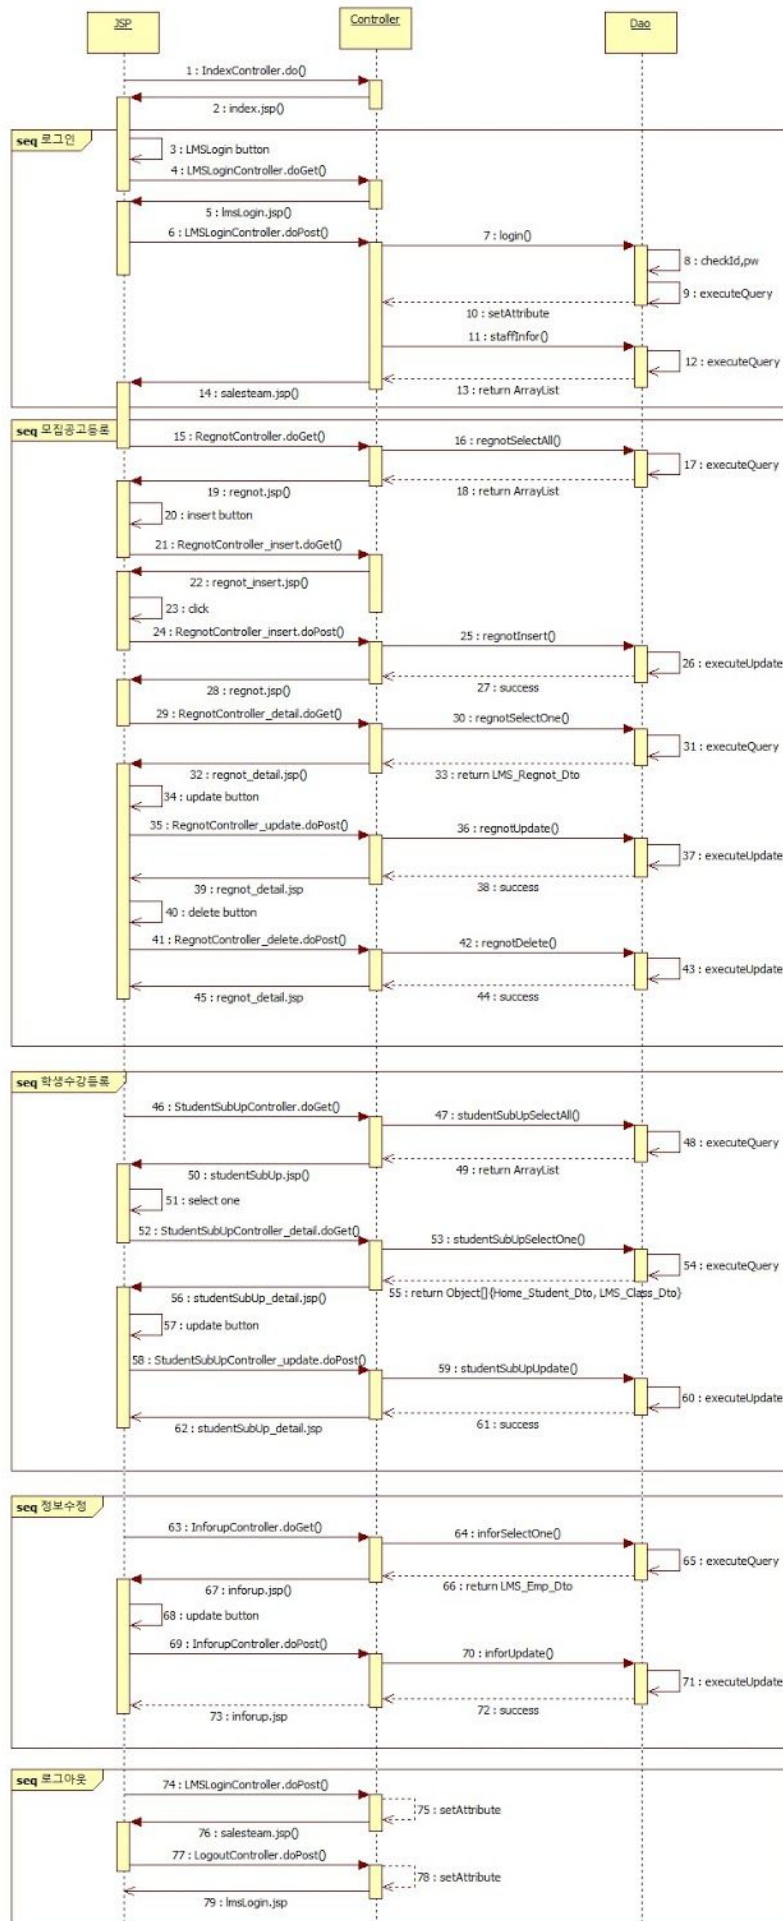 JSP
Controller
Dao
1 : IndexController.do()
2 : index.jsp()
seq 로그인
3 : LMSLogin button
4 : LMSLoginController.doGet()
5 : lmsLogin.jsp()
6 : LMSLoginController.doPost()
7 : login()
8 : checkId,pw
9 : executeQuery
10 : setAttribute
11 : staffInfor()
12 : executeQuery
13 : return ArrayList
14 : salesteam.jsp()
seq 모집공고등록
15 : RegnotController.doGet()
16 : regnotSelectAll()
17 : executeQuery
18 : return ArrayList
19 : regnot.jsp()
20 : insert button
21 : RegnotController_insert.doGet()
22 : regnot_insert.jsp()
23 : click
24 : RegnotController_insert.doPost()
25 : regnotInsert()
26 : executeUpdate
27 : success
28 : regnot.jsp()
29 : RegnotController_detail.doGet()
30 : regnotSelectOne()
31 : executeQuery
32 : regnot_detail.jsp()
33 : return LMS_Regnot_Dto
34 : update button
35 : RegnotController_update.doPost()
36 : regnotUpdate()
37 : executeUpdate
38 : success
39 : regnot_detail.jsp
40 : delete button
41 : RegnotController_delete.doPost()
42 : regnotDelete()
43 : executeUpdate
44 : success
45 : regnot_detail.jsp
seq 학생수강등록
46 : StudentSubUpController.doGet()
47 : studentSubUpSelectAll()
48 : executeQuery
49 : return ArrayList
50 : studentSubUp.jsp()
51 : select one
52 : StudentSubUpController_detail.doGet()
53 : studentSubUpSelectOne()
54 : executeQuery
55 : return Object[]{Home_Student_Dto, LMS_Class_Dto}
56 : studentSubUp_detail.jsp()
57 : update button
58 : StudentSubUpController_update.doPost()
59 : studentSubUpUpdate()
60 : executeUpdate
61 : success
62 : studentSubUp_detail.jsp
seq 정보수정
63 : InforupController.doGet()
64 : inforSelectOne()
65 : executeQuery
66 : return LMS_Emp_Dto
67 : inforup.jsp()
68 : update button
69 : InforupController.doPost()
70 : inforUpdate()
71 : executeUpdate
72 : success
73 : inforup.jsp
seq 로그아웃
74 : LMSLoginController.doPost()
75 : setAttribute
76 : salesteam.jsp()
77 : LogoutController.doPost()
78 : setAttribute
79 : lmsLogin.jsp